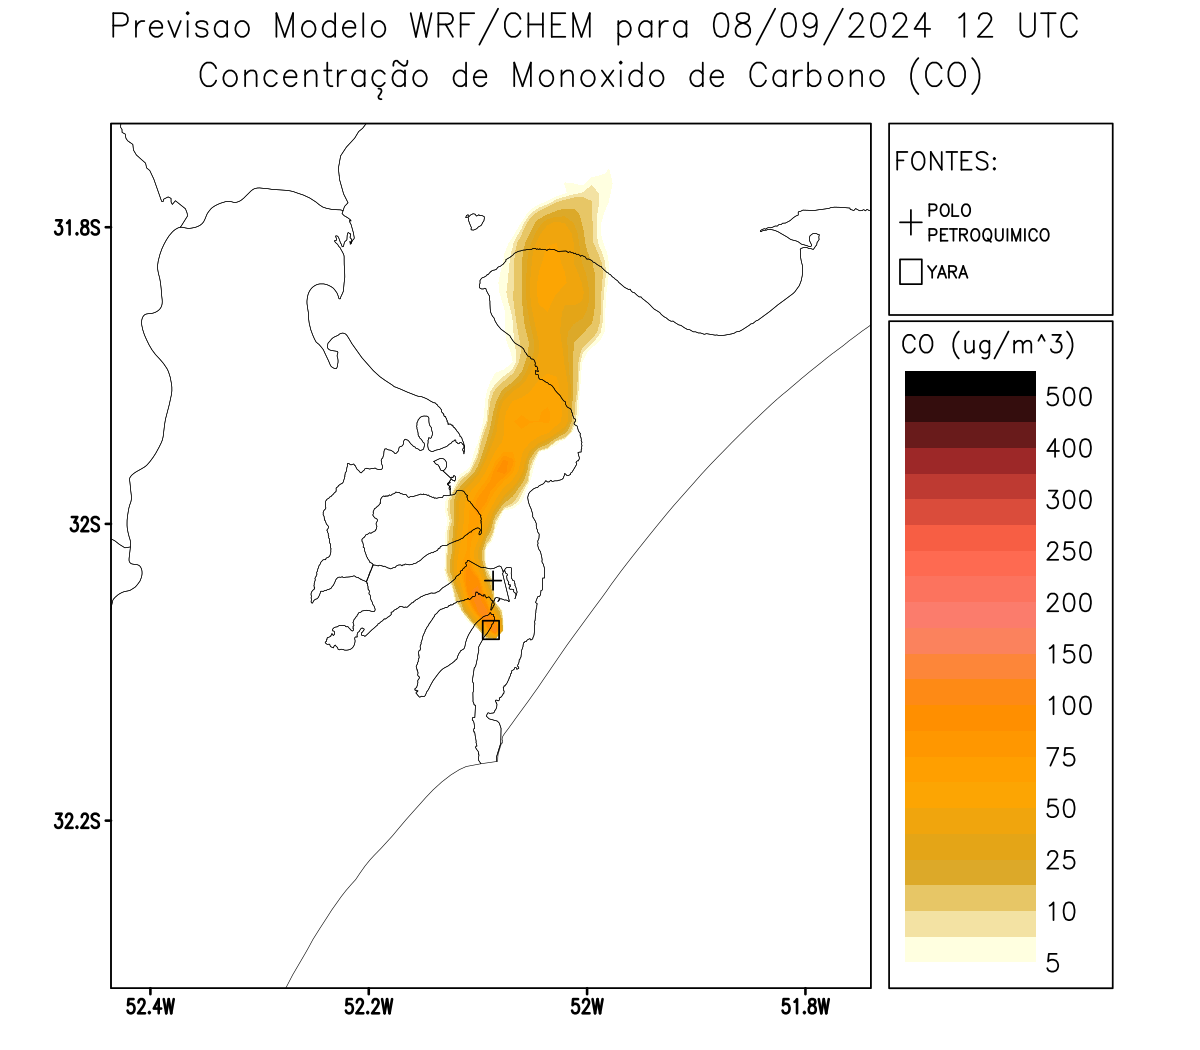 Previsao Modelo WRF/CHEM para 08/09/2024 12 UTC
Concentração de Monoxido de Carbono (CO)
FONTES:
POLO
PETROQUIMICO
YARA
CO (ug/m^3)
500
400
300
250
200
150
100
75
50
25
10
5
31.8S
32S
32.2S
52.4W
52.2W
52W
51.8W